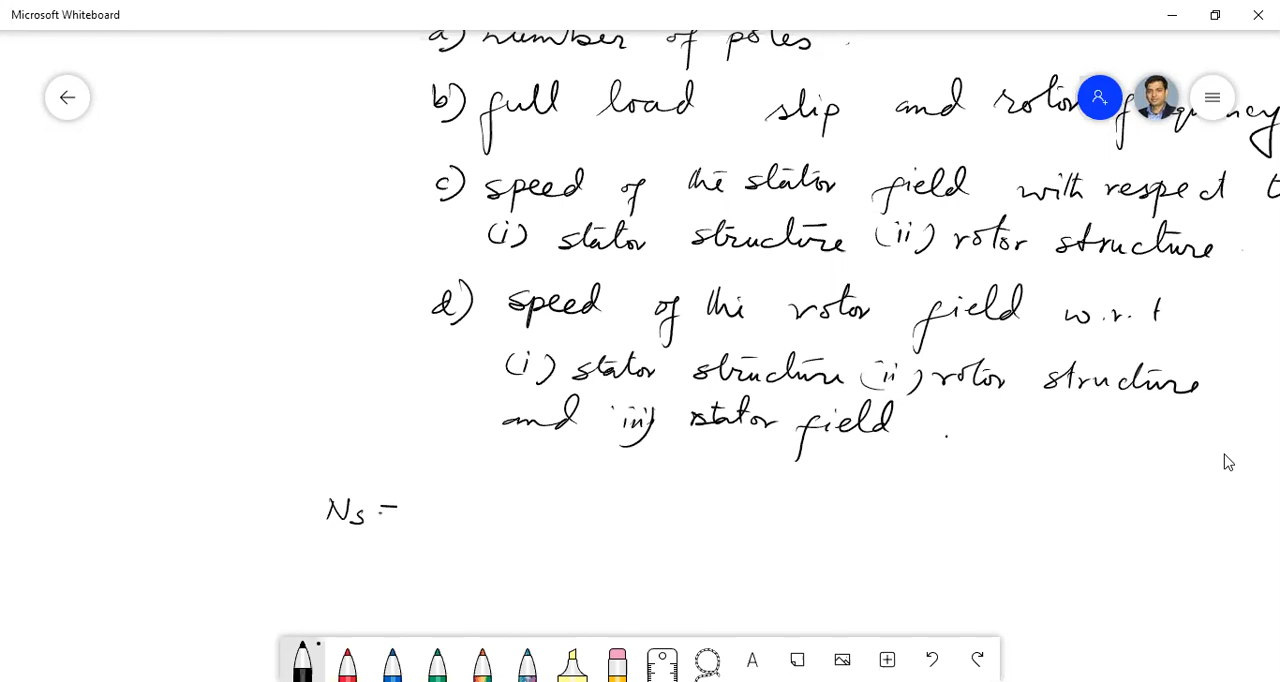 Microsoft Whiteboard
a) number of poles.
b) full load slip and rotor frequency
c) speed of the stator field with respect t
(i) stator structure (ii) rotor structure.
d) speed of the rotor field w.r.t
(i) stator structure (ii) rotor structure
and iii) stator field.
Ns =
A